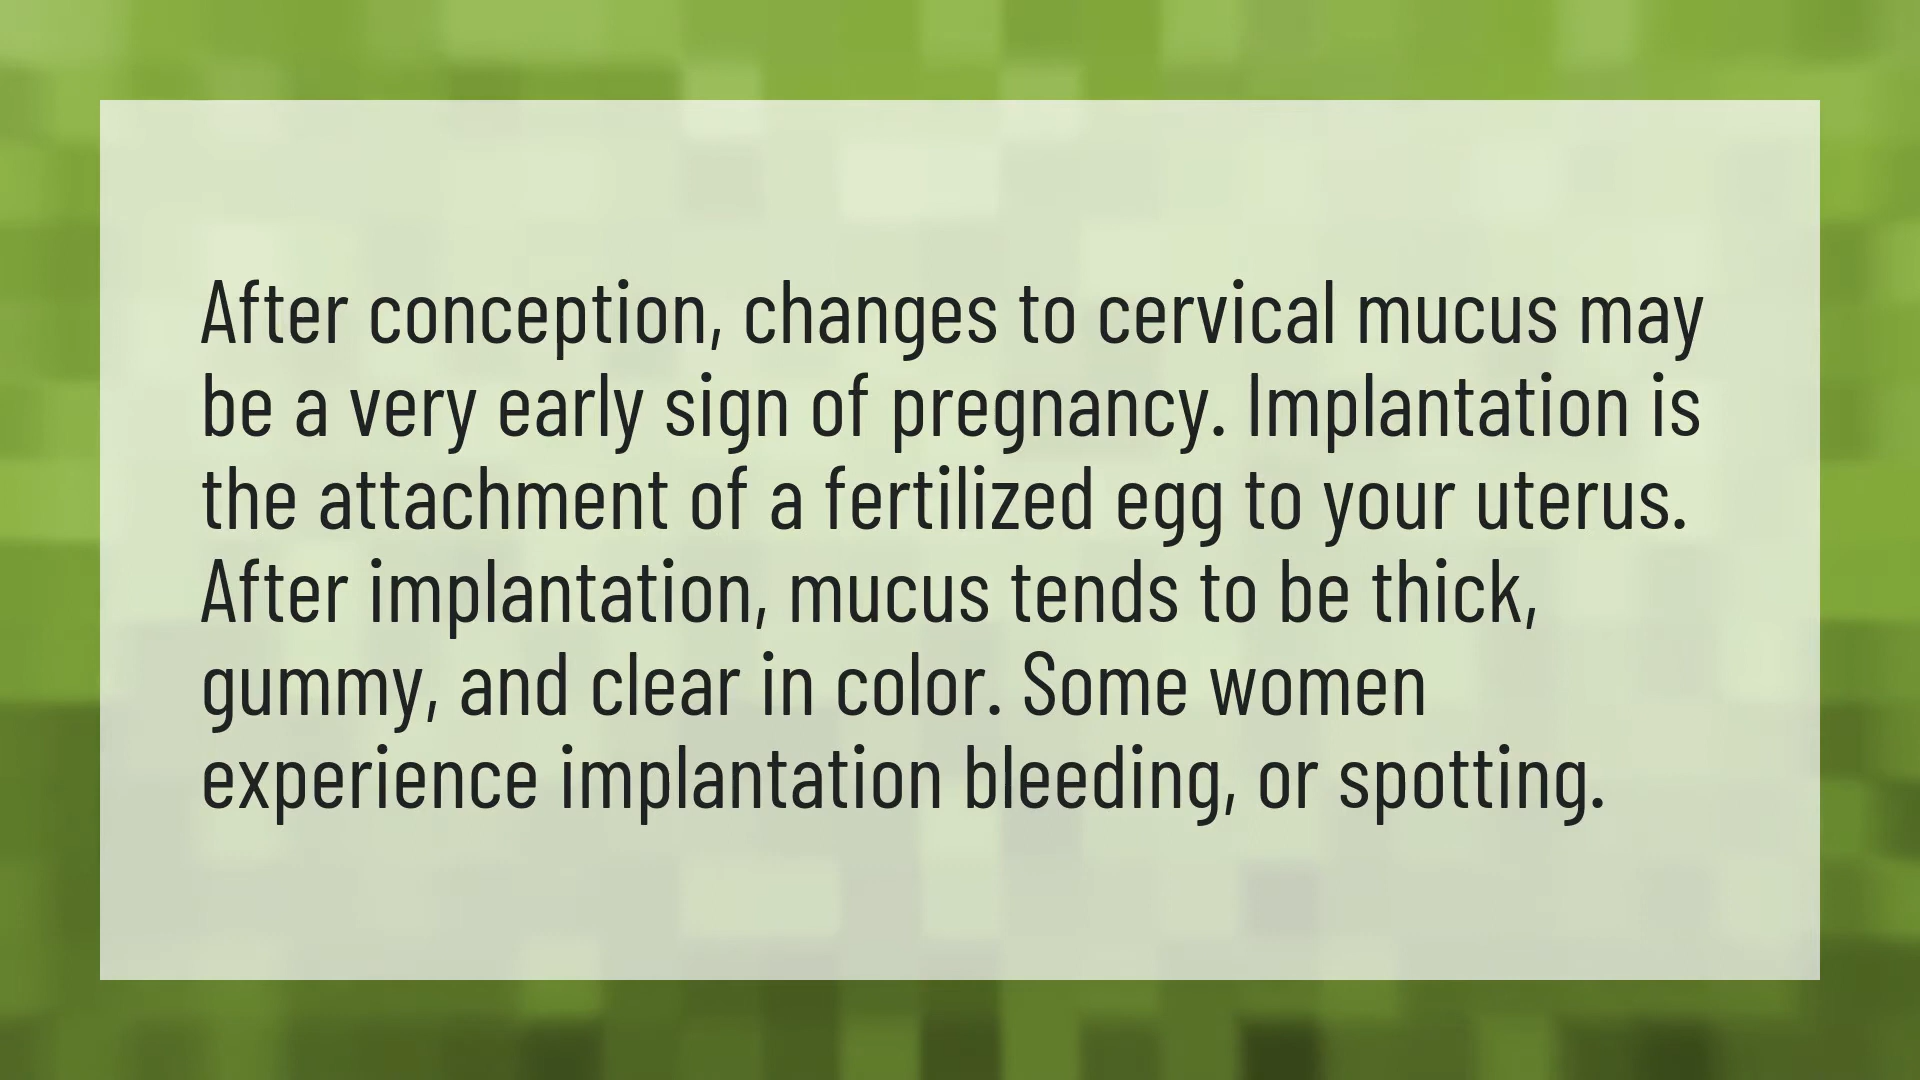 After conception, changes to cervical mucus may
be a very early sign of pregnancy. Implantation is
the attachment of a fertilized egg to your uterus.
After implantation, mucus tends to be thick,
gummy, and clear in color. Some women
experience implantation bleeding, or spotting.